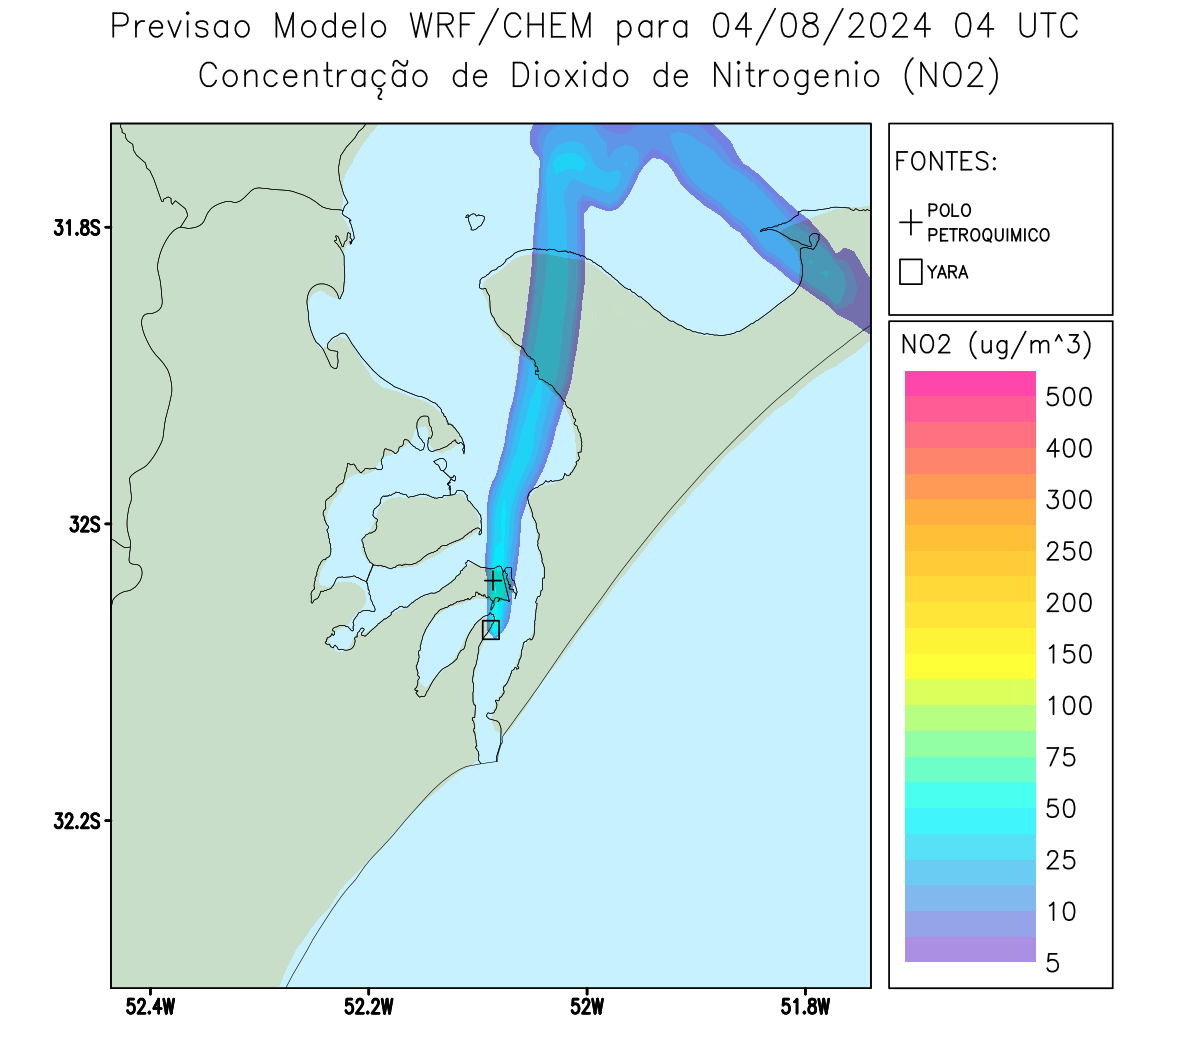 Previsao Modelo WRF/CHEM para 04/08/2024 04 UTC
Concentração de Dioxido de Nitrogenio (NO2)
FONTES:
POLO
PETROQUIMICO
YARA
NO2 (ug/m^3)
500
400
300
250
200
150
100
75
50
25
10
5
31.8S
32S
32.2S
52.4W
52.2W
52W
51.8W